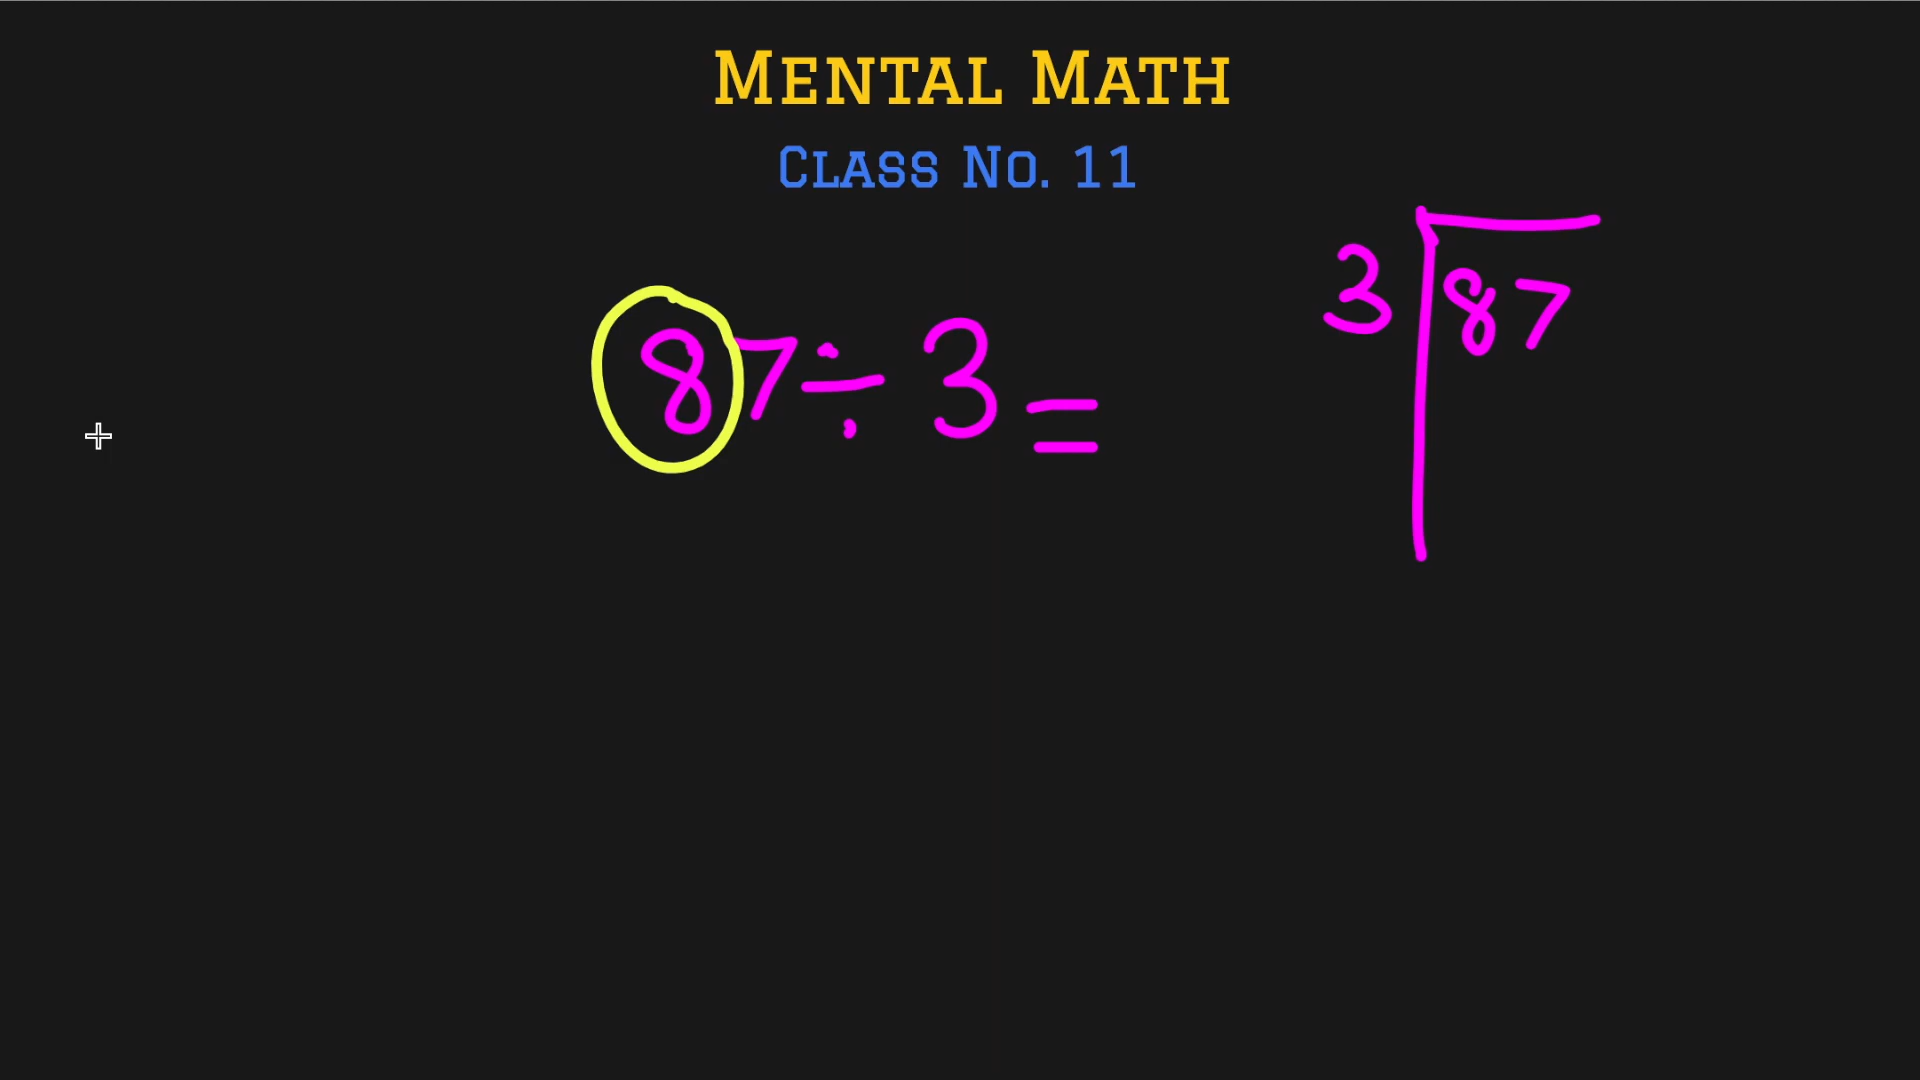 Mental Math
Class No. 11
87 ÷ 3 =
3 87